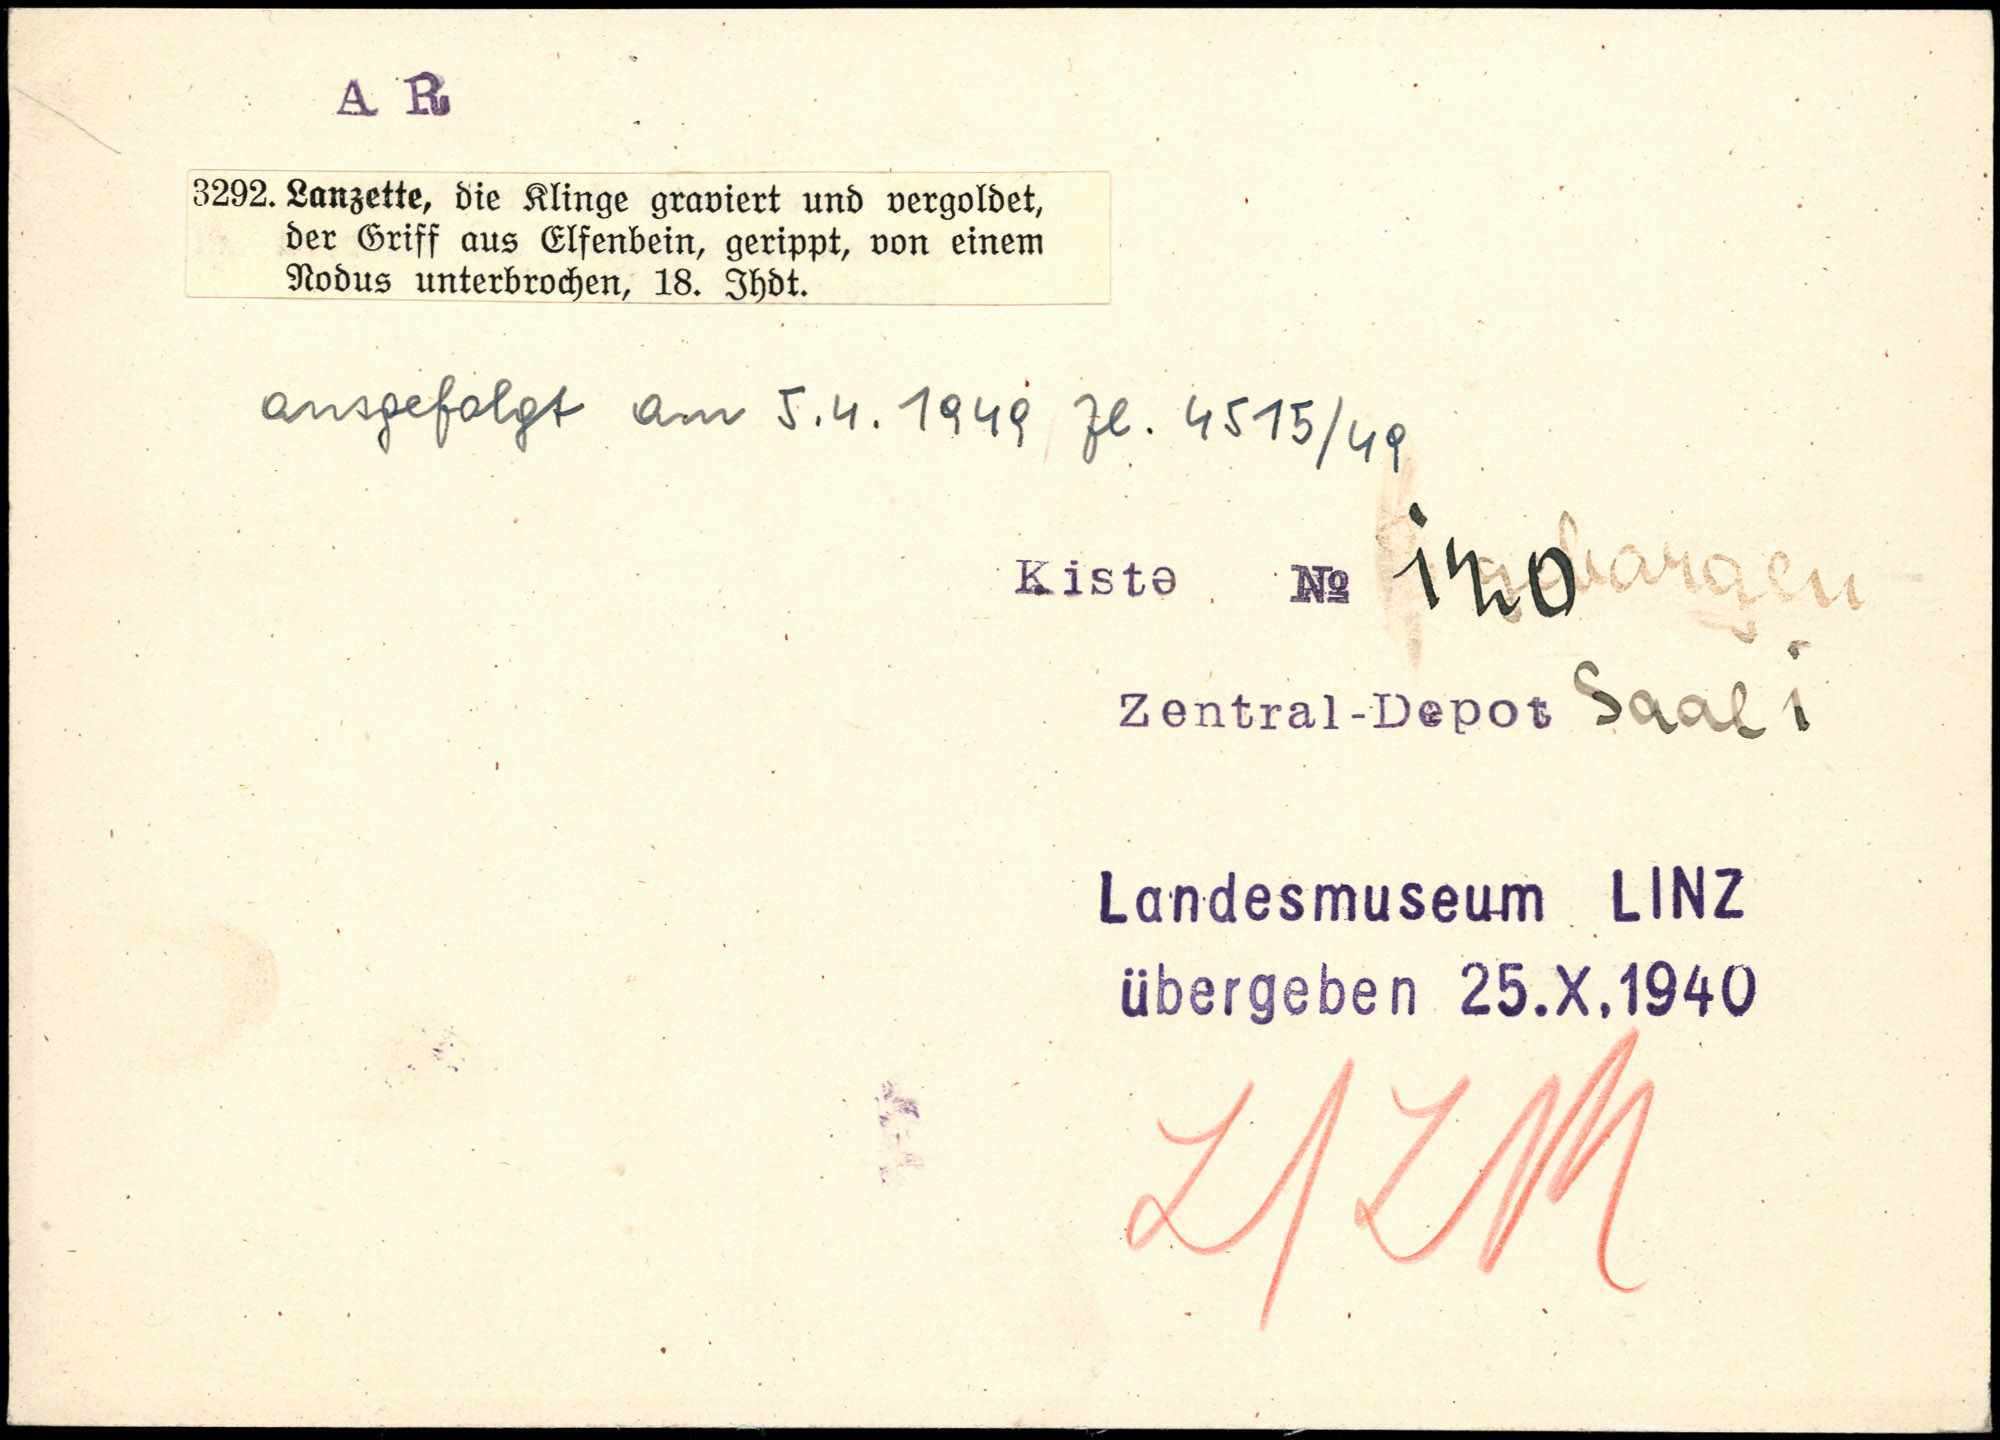 A R
3292. Lanzette, die Klinge graviert und vergoldet,
der Griff aus Elfenbein, gerippt, von einem
Nodus unterbrochen, 18. Jhdt.
ausgefolgt am 5.4. 1949 Zl. 4515/49
Kiste № 140
Zentral-Depot Saal i
Landesmuseum LINZ
übergeben 25.X.1940